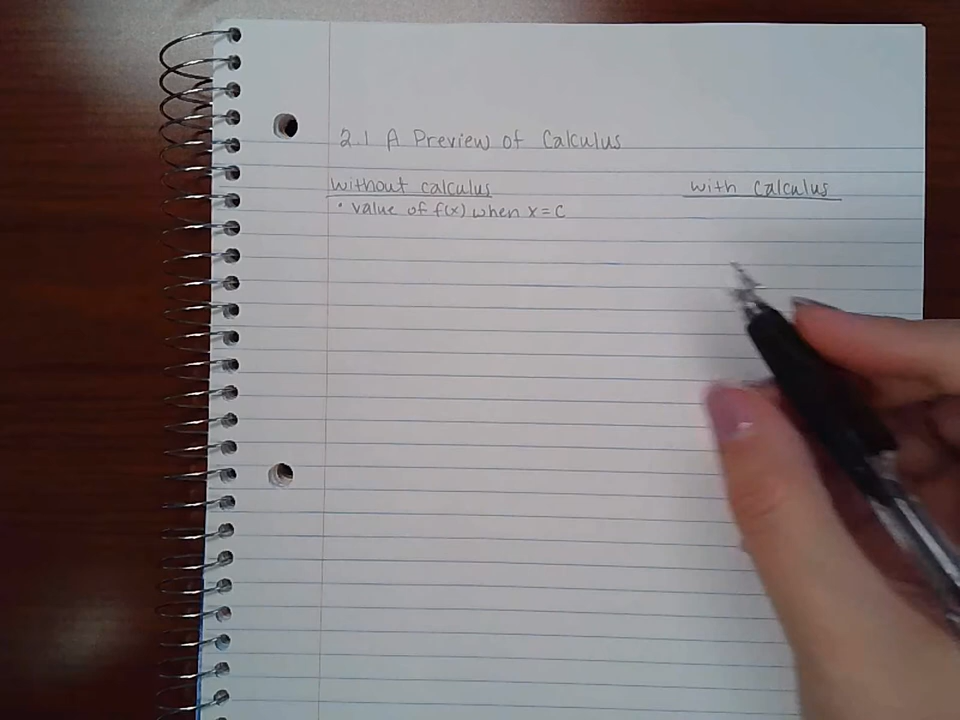 2.1 A Preview of Calculus
without calculus with Calculus
• value of f(x) when x = c